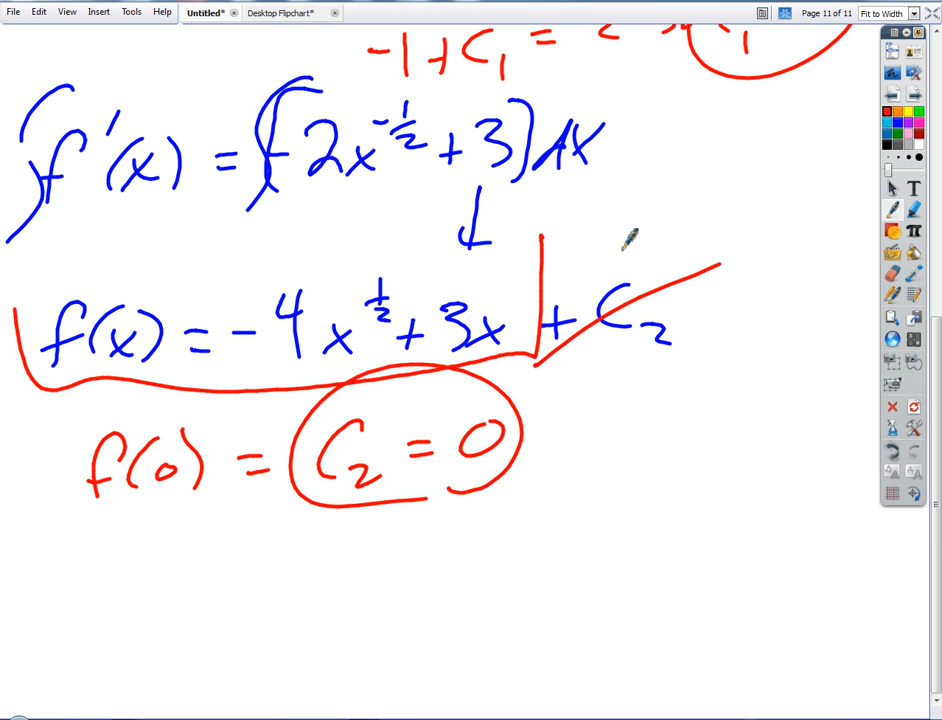 File Edit View Insert Tools Help Untitled* Desktop Flipchart* Page 11 of 11 Fit to Width
-1 + C₁ =
f'(x) = (-2x^{-1/2} + 3) dx
f(x) = -4x^{1/2} + 3x + C₂
f(0) = C₂ = 0